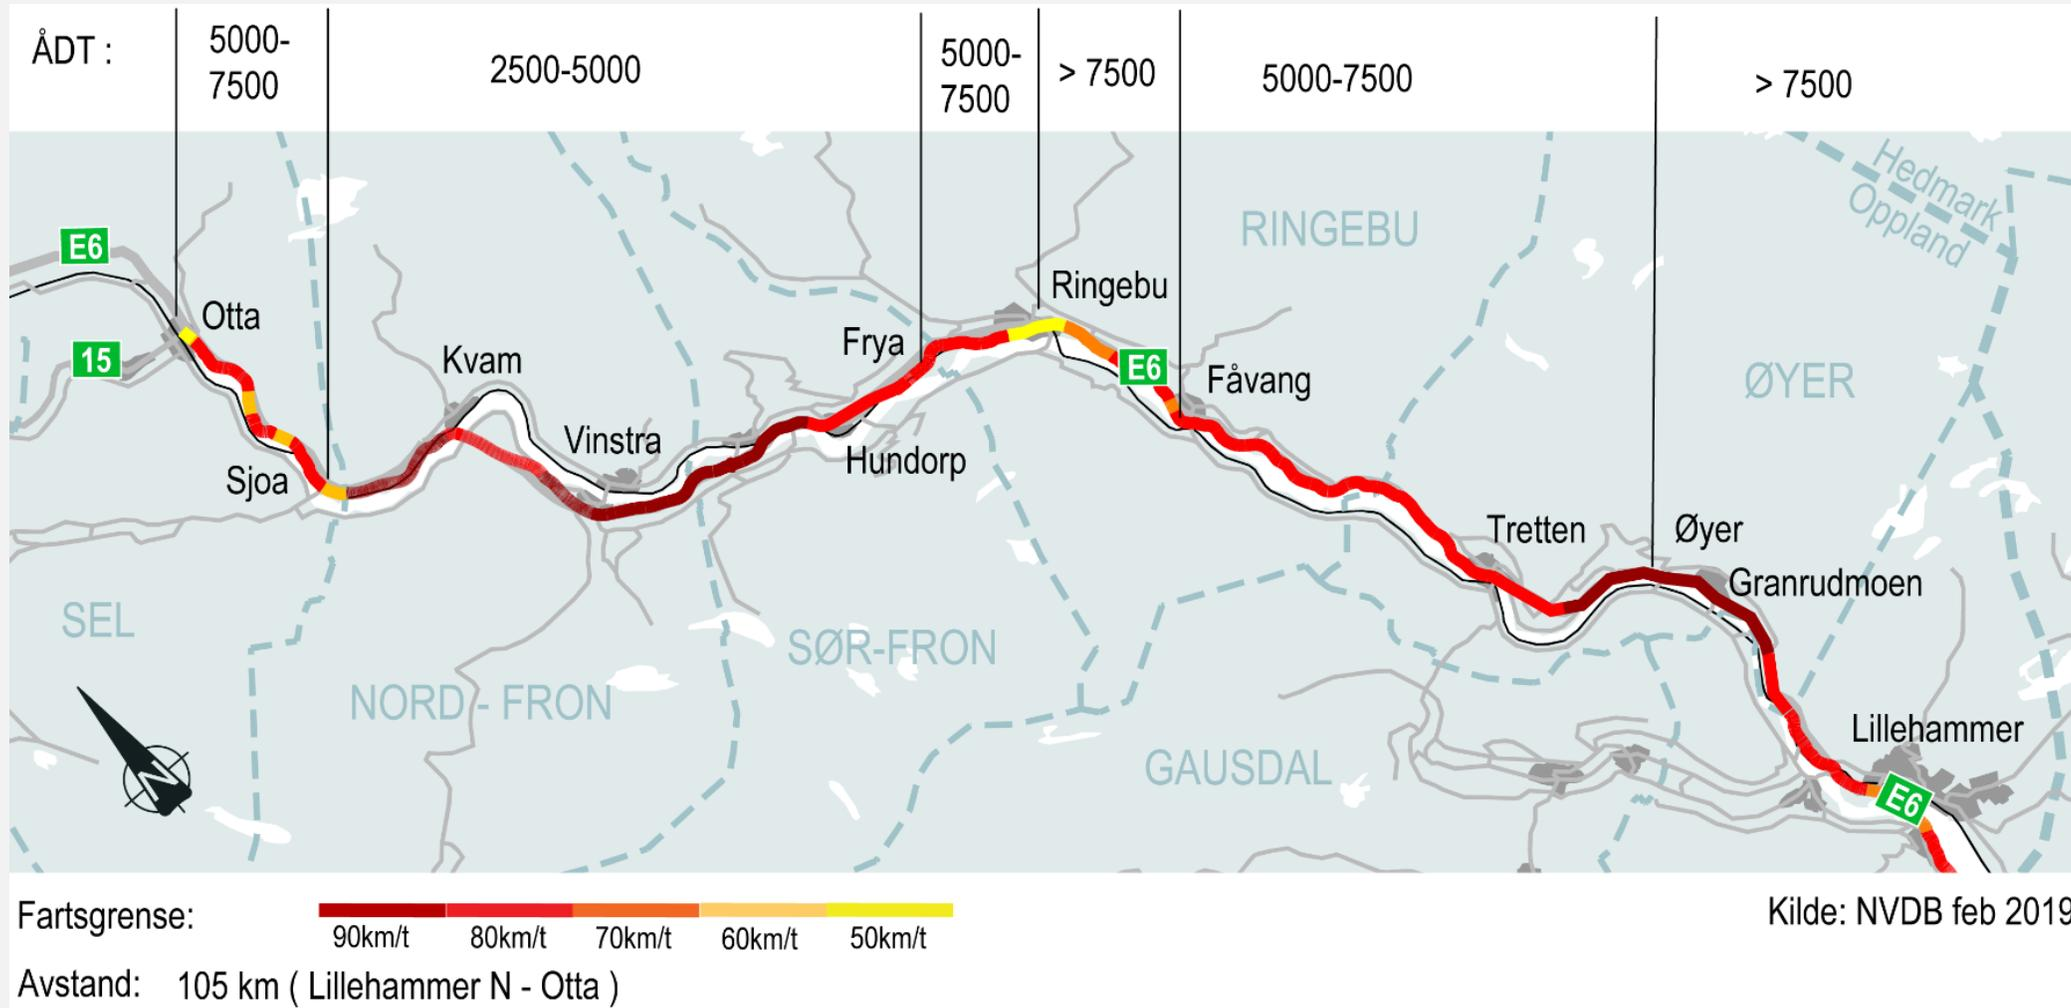 ÅDT :
5000-
7500
2500-5000
5000-
7500
> 7500
5000-7500
> 7500
Hedmark
Oppland
RINGEBU
E6
Ringebu
Otta
Frya
15
Kvam
E6
Fåvang
ØYER
Vinstra
Hundorp
Sjoa
Tretten
Øyer
Granrudmoen
SEL
SØR-FRON
NORD - FRON
Lillehammer
GAUSDAL
N
E6
Fartsgrense:
90km/t
80km/t
70km/t
60km/t
50km/t
Kilde: NVDB feb 2019
Avstand: 105 km ( Lillehammer N - Otta )